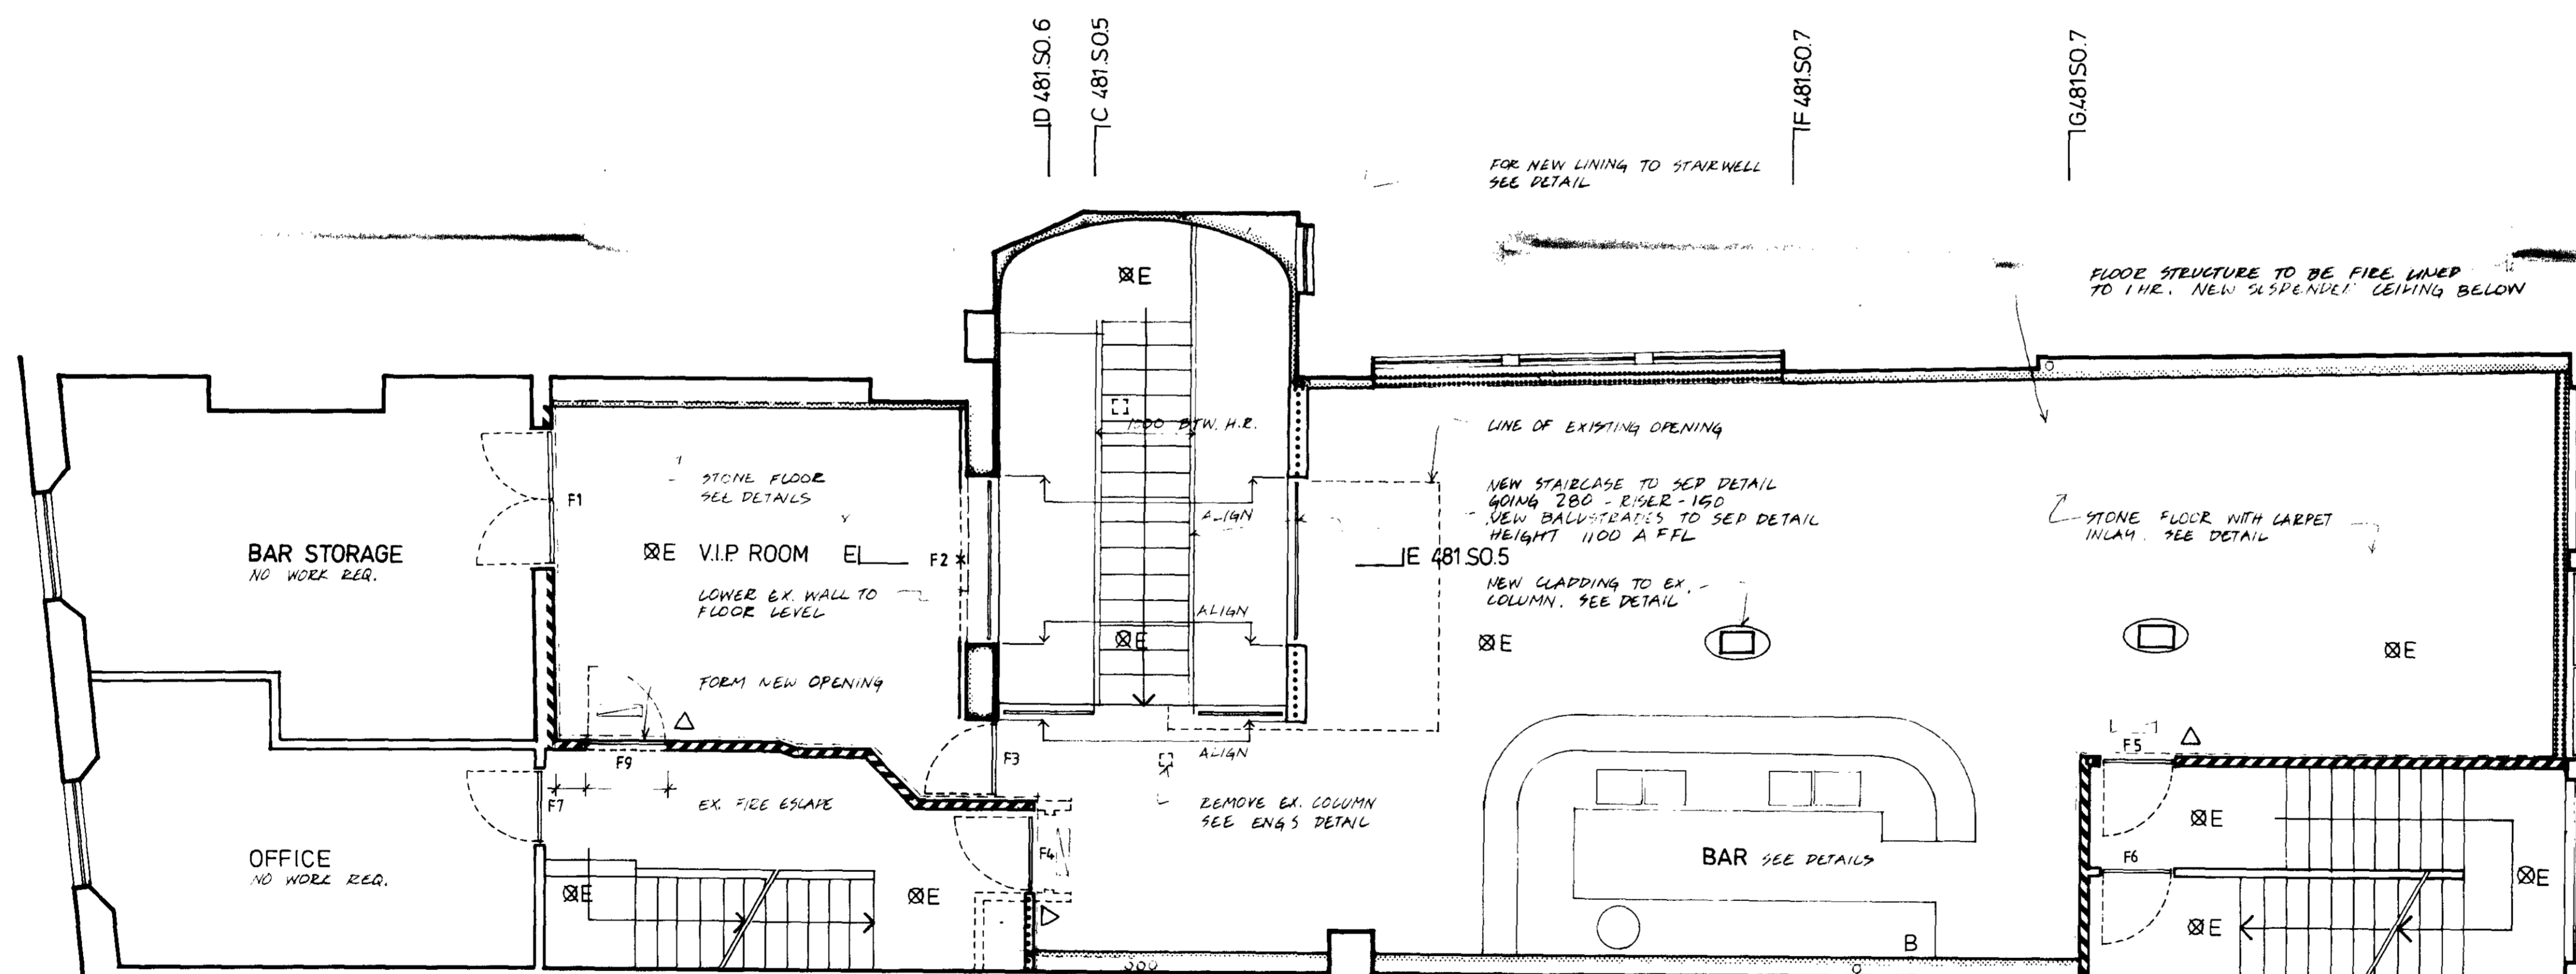 D 481.SO.6
C 481.SO.5
F 481.SO.7
G.481SO.7
FOR NEW LINING TO STAIRWELL
SEE DETAIL
FLOOR STRUCTURE TO BE FIRE LINED
TO 1 HR. NEW SUSPENDED CEILING BELOW
E
BTW. H.R.
LINE OF EXISTING OPENING
STONE FLOOR
SEE DETAILS
F1
NEW STAIRCASE TO SEP DETAIL
GOING 280 - RISER - 150
NEW BALUSTRADES TO SEP DETAIL
HEIGHT 1100 A FFL
ALIGN
STONE FLOOR WITH CARPET
INLAY. SEE DETAIL
BAR STORAGE
NO WORK REQ.
E V.I.P. ROOM E
F2
E 481.SO.5
LOWER EX. WALL TO
FLOOR LEVEL
NEW CLADDING TO EX.
COLUMN. SEE DETAIL
ALIGN
E
E
E
FORM NEW OPENING
F9
F3
ALIGN
F5
F7
EX. FIRE ESCAPE
REMOVE EX. COLUMN
SEE ENGS DETAIL
E
F4
F6
OFFICE
NO WORK REQ.
BAR SEE DETAILS
E
E
E
E
B